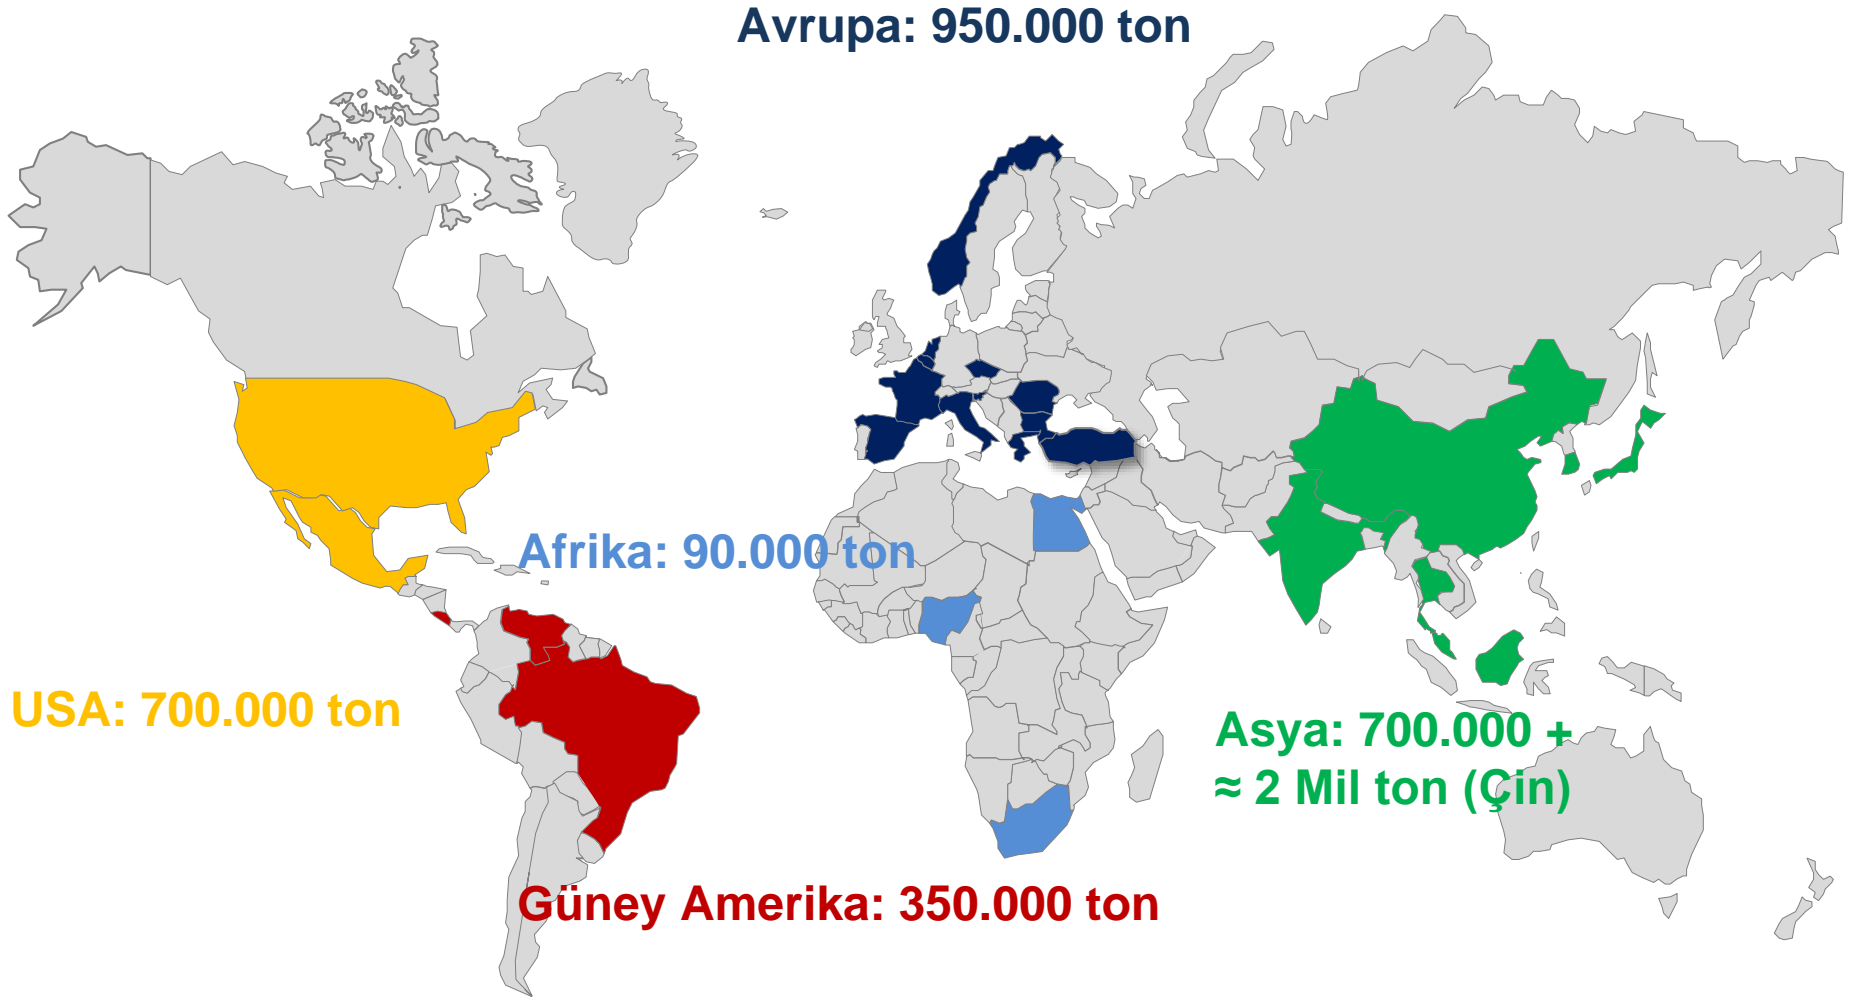 Avrupa: 950.000 ton
Afrika: 90.000 ton
USA: 700.000 ton
Asya: 700.000 +
≈ 2 Mil ton (Çin)
Güney Amerika: 350.000 ton